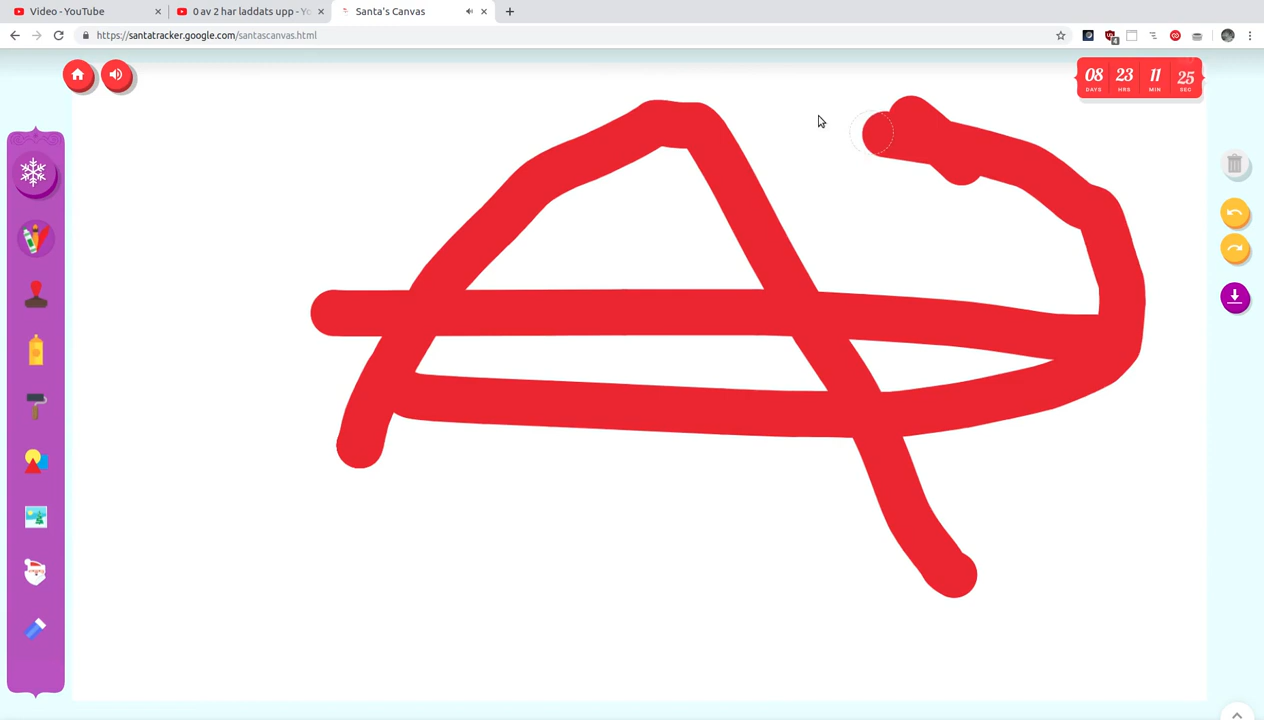 Video - YouTube
0 av 2 har laddats upp - Yo
Santa's Canvas
https://santatracker.google.com/santascanvas.html
08 23 11 25
DAYS HRS MIN SEC
A